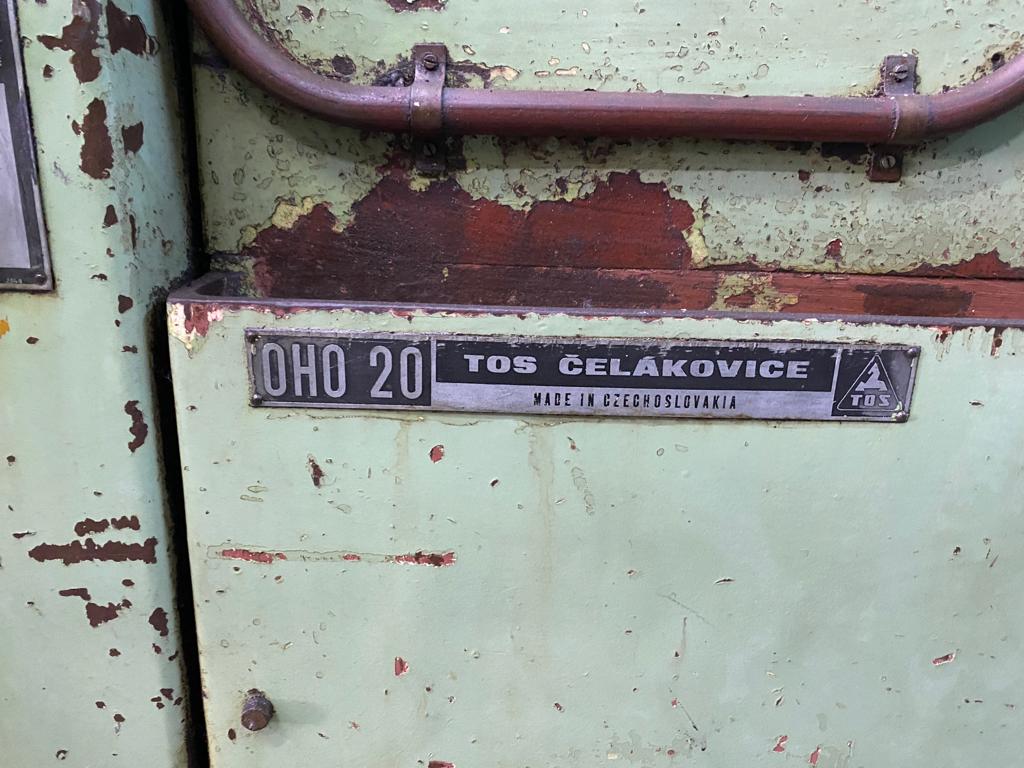 OHO 20
TOS ČELÁKOVICE
MADE IN CZECHOSLOVAKIA
TOS